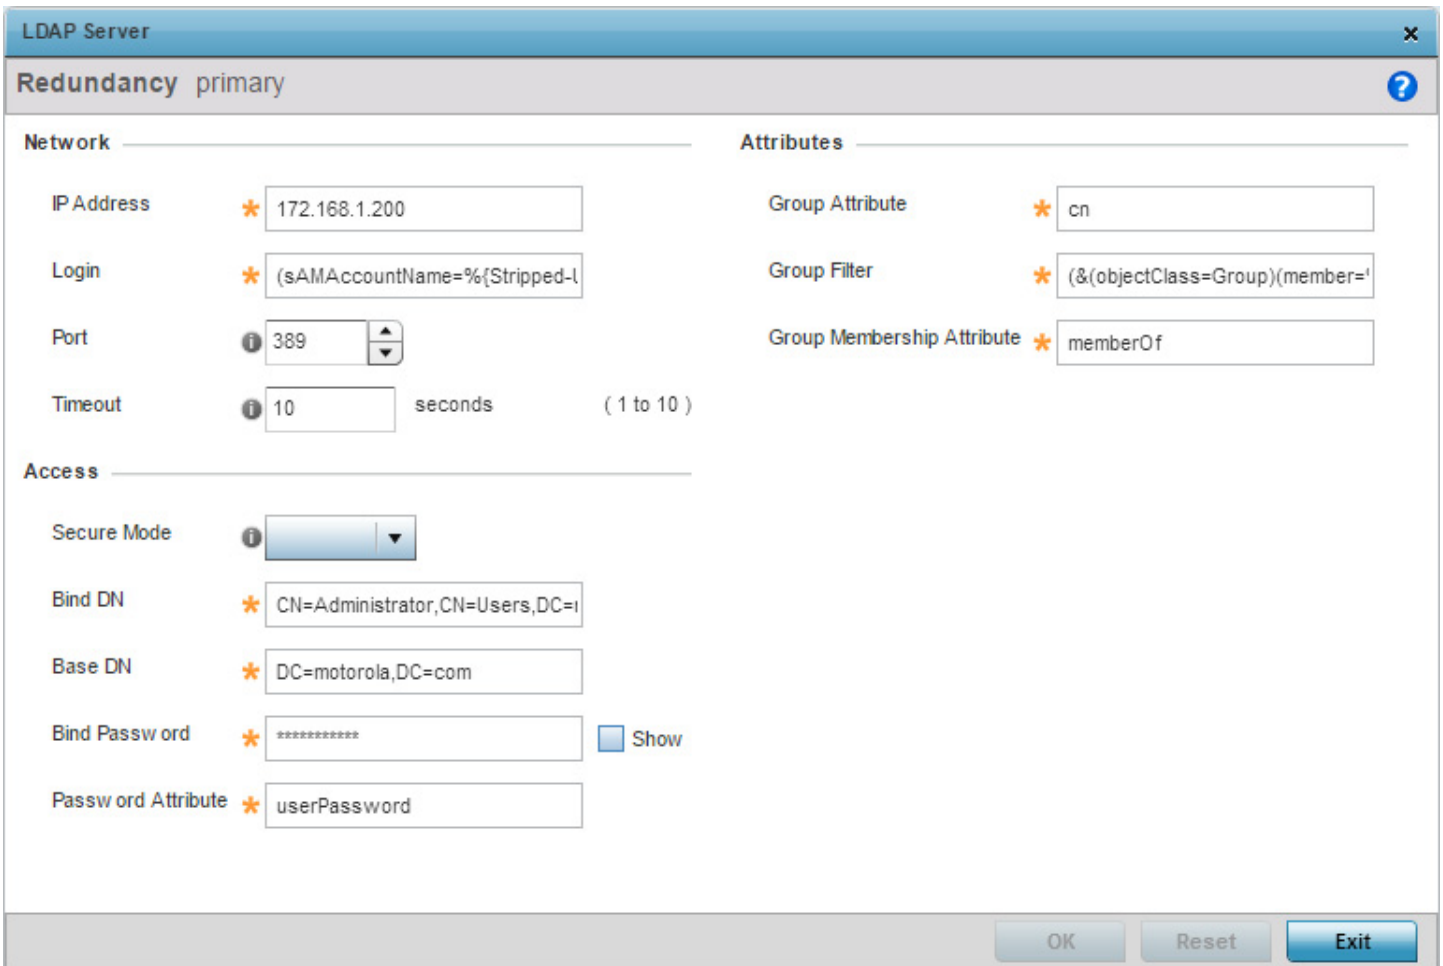 LDAP Server
Redundancy primary
Network
IP Address * 172.168.1.200
Login * (sAMAccountName=%{Stripped-U
Port 389
Timeout 10 seconds ( 1 to 10 )
Access
Secure Mode
Bind DN * CN=Administrator,CN=Users,DC=
Base DN * DC=motorola,DC=com
Bind Password * *********** Show
Password Attribute * userPassword
Attributes
Group Attribute * cn
Group Filter * (&(objectClass=Group)(member=
Group Membership Attribute * memberOf
OK Reset Exit